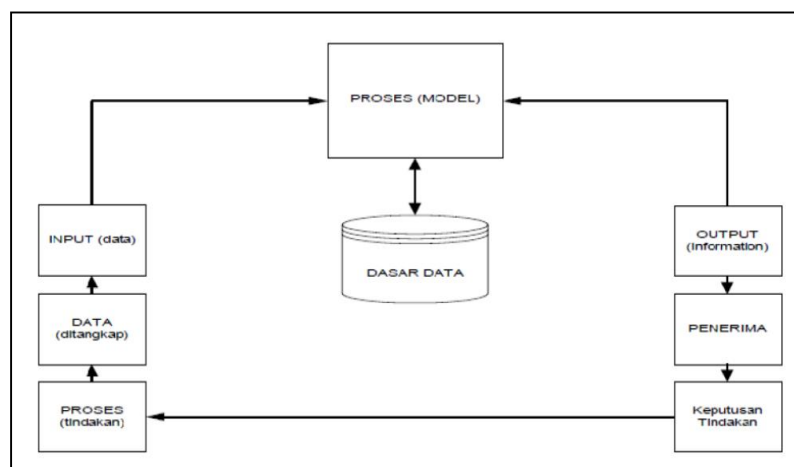 PROSES (MODEL)
INPUT (data)
DASAR DATA
OUTPUT
(Information)
DATA
(ditangkap)
PENERIMA
PROSES
(tindakan)
Keputusan
Tindakan